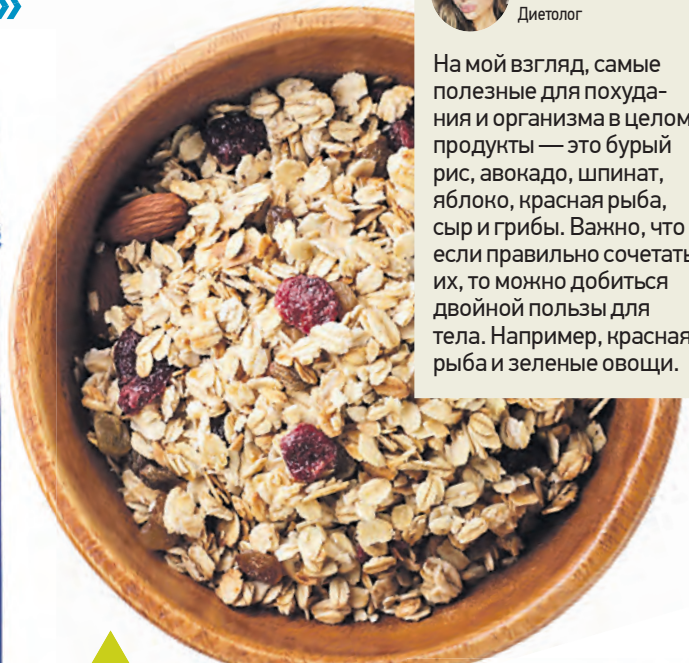 »
Диетолог
На мой взгляд, самые
полезные для похуда-
ния и организма в целом
продукты — это бурый
рис, авокадо, шпинат,
яблоко, красная рыба,
сыр и грибы. Важно, что
если правильно сочетать
их, то можно добиться
двойной пользы для
тела. Например, красная
рыба и зеленые овощи.